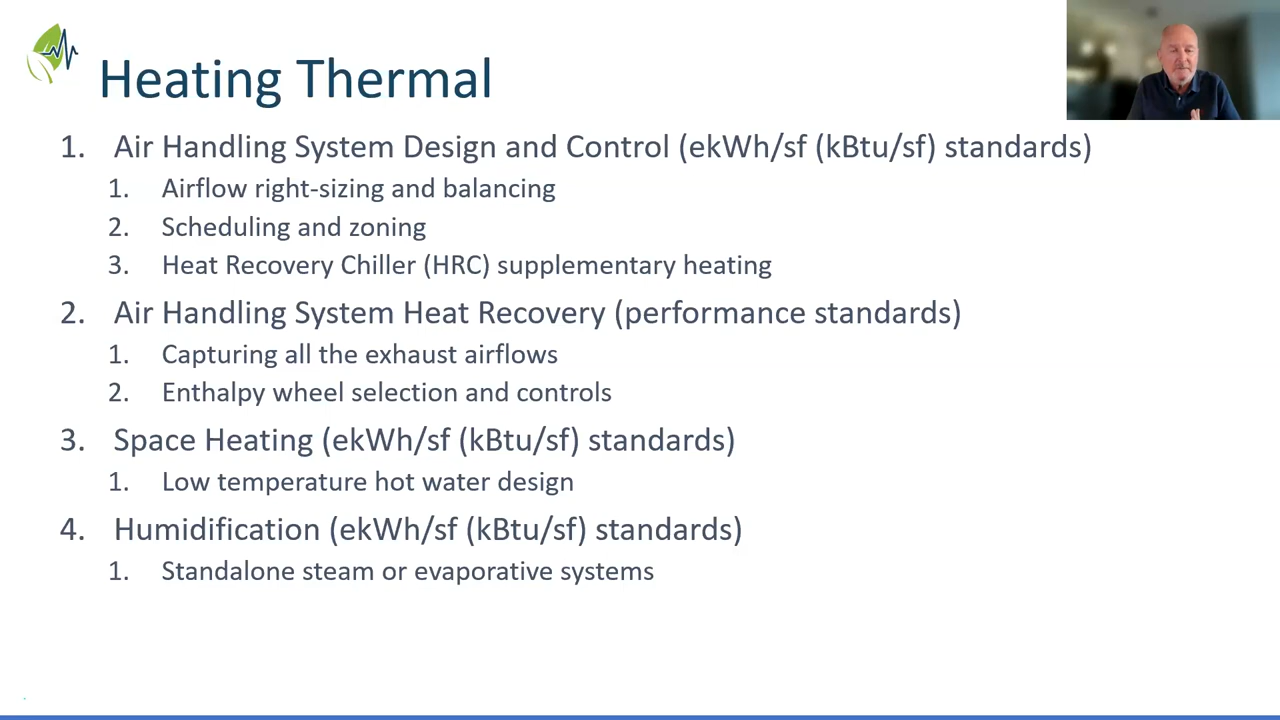 Heating Thermal
1. Air Handling System Design and Control (ekWh/sf (kBtu/sf) standards)
1. Airflow right-sizing and balancing
2. Scheduling and zoning
3. Heat Recovery Chiller (HRC) supplementary heating
2. Air Handling System Heat Recovery (performance standards)
1. Capturing all the exhaust airflows
2. Enthalpy wheel selection and controls
3. Space Heating (ekWh/sf (kBtu/sf) standards)
1. Low temperature hot water design
4. Humidification (ekWh/sf (kBtu/sf) standards)
1. Standalone steam or evaporative systems